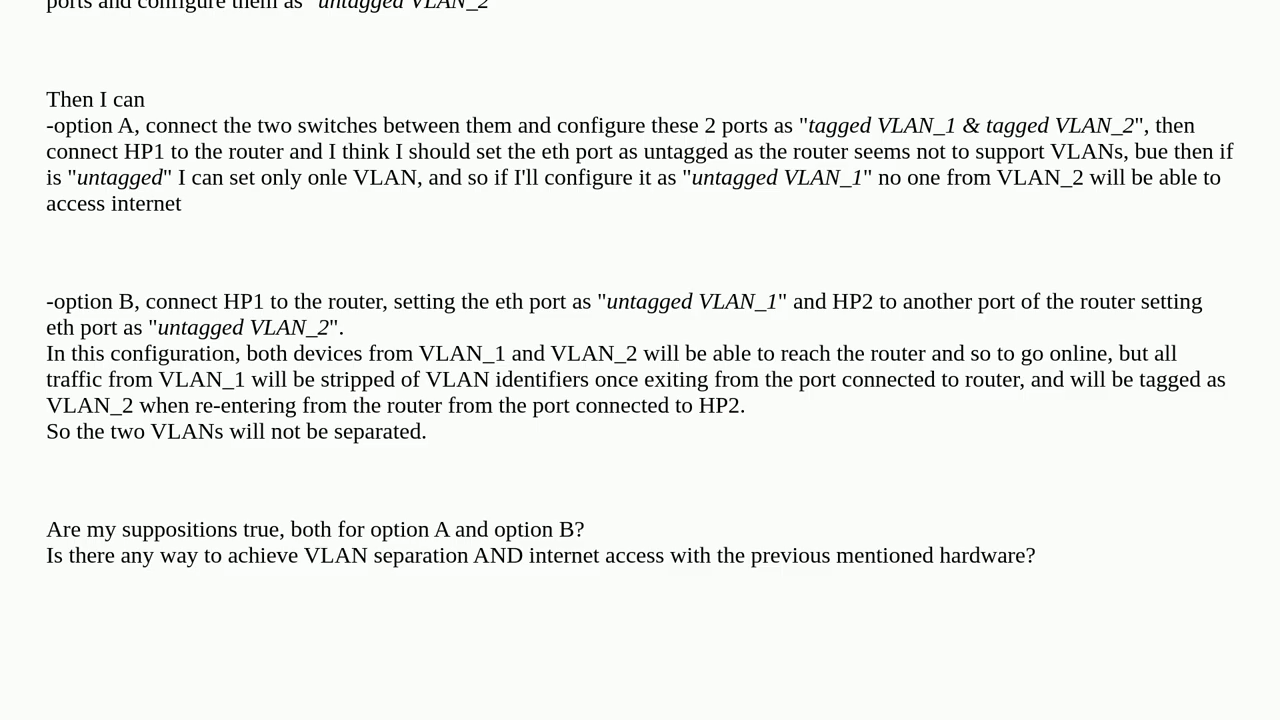 ports and configure them as "untagged VLAN_2"
Then I can
-option A, connect the two switches between them and configure these 2 ports as "tagged VLAN_1 & tagged VLAN_2", then
connect HP1 to the router and I think I should set the eth port as untagged as the router seems not to support VLANs, bue then if
is "untagged" I can set only onle VLAN, and so if I'll configure it as "untagged VLAN_1" no one from VLAN_2 will be able to
access internet
-option B, connect HP1 to the router, setting the eth port as "untagged VLAN_1" and HP2 to another port of the router setting
eth port as "untagged VLAN_2".
In this configuration, both devices from VLAN_1 and VLAN_2 will be able to reach the router and so to go online, but all
traffic from VLAN_1 will be stripped of VLAN identifiers once exiting from the port connected to router, and will be tagged as
VLAN_2 when re-entering from the router from the port connected to HP2.
So the two VLANs will not be separated.
Are my suppositions true, both for option A and option B?
Is there any way to achieve VLAN separation AND internet access with the previous mentioned hardware?